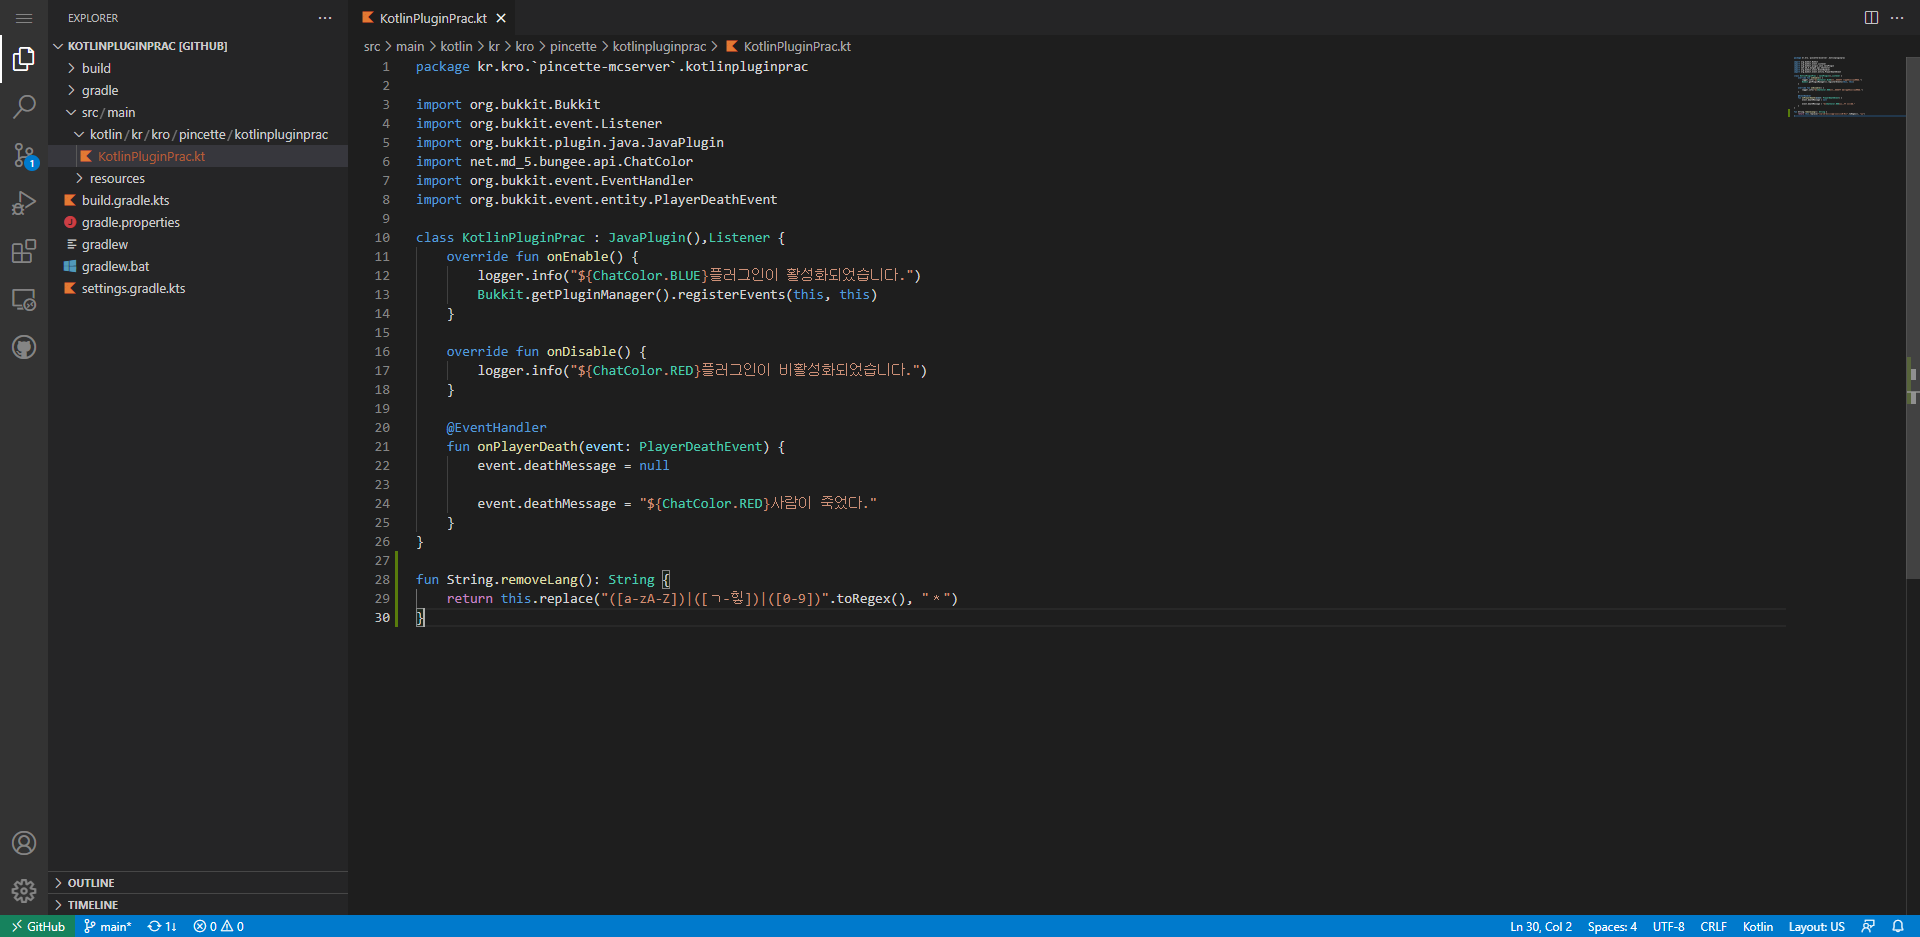 EXPLORER
KOTLINPLUGINPRAC [GITHUB]
build
gradle
src/main
kotlin/kr/kro/pincette/kotlinpluginprac
KotlinPluginPrac.kt
resources
build.gradle.kts
gradle.properties
gradlew
gradlew.bat
settings.gradle.kts
OUTLINE
TIMELINE
1
KotlinPluginPrac.kt
src > main > kotlin > kr > kro > pincette > kotlinpluginprac > KotlinPluginPrac.kt
1 package kr.kro.`pincette-mcserver`.kotlinpluginprac
2
3 import org.bukkit.Bukkit
4 import org.bukkit.event.Listener
5 import org.bukkit.plugin.java.JavaPlugin
6 import net.md_5.bungee.api.ChatColor
7 import org.bukkit.event.EventHandler
8 import org.bukkit.event.entity.PlayerDeathEvent
9
10 class KotlinPluginPrac : JavaPlugin(),Listener {
11     override fun onEnable() {
12         logger.info("${ChatColor.BLUE}플러그인이 활성화되었습니다.")
13         Bukkit.getPluginManager().registerEvents(this, this)
14     }
15
16     override fun onDisable() {
17         logger.info("${ChatColor.RED}플러그인이 비활성화되었습니다.")
18     }
19
20     @EventHandler
21     fun onPlayerDeath(event: PlayerDeathEvent) {
22         event.deathMessage = null
23
24         event.deathMessage = "${ChatColor.RED}사람이 죽었다."
25     }
26 }
27
28 fun String.removeLang(): String {
29     return this.replace("([a-zA-Z])|([ㄱ-힣])|([0-9])".toRegex(), "＊")
30 }
GitHub main* 1↓ 0 0 Ln 30, Col 2 Spaces: 4 UTF-8 CRLF Kotlin Layout: US